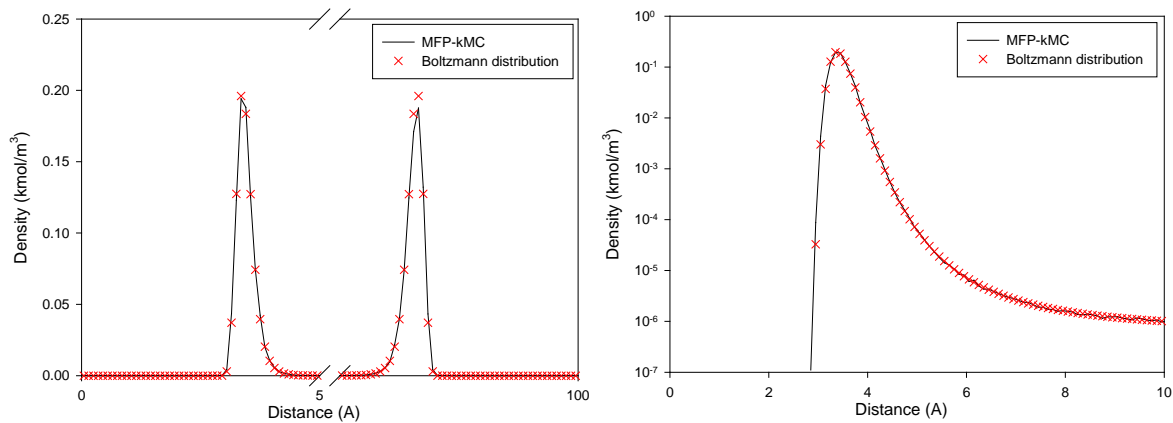 0.25
0.20
0.15
0.10
0.05
0.00
Density (kmol/m³)
MFP-kMC
Boltzmann distribution
0 5 100
Distance (A)
10⁰
10⁻¹
10⁻²
10⁻³
10⁻⁴
10⁻⁵
10⁻⁶
10⁻⁷
Density (kmol/m³)
MFP-kMC
Boltzmann distribution
0 2 4 6 8 10
Distance (A)